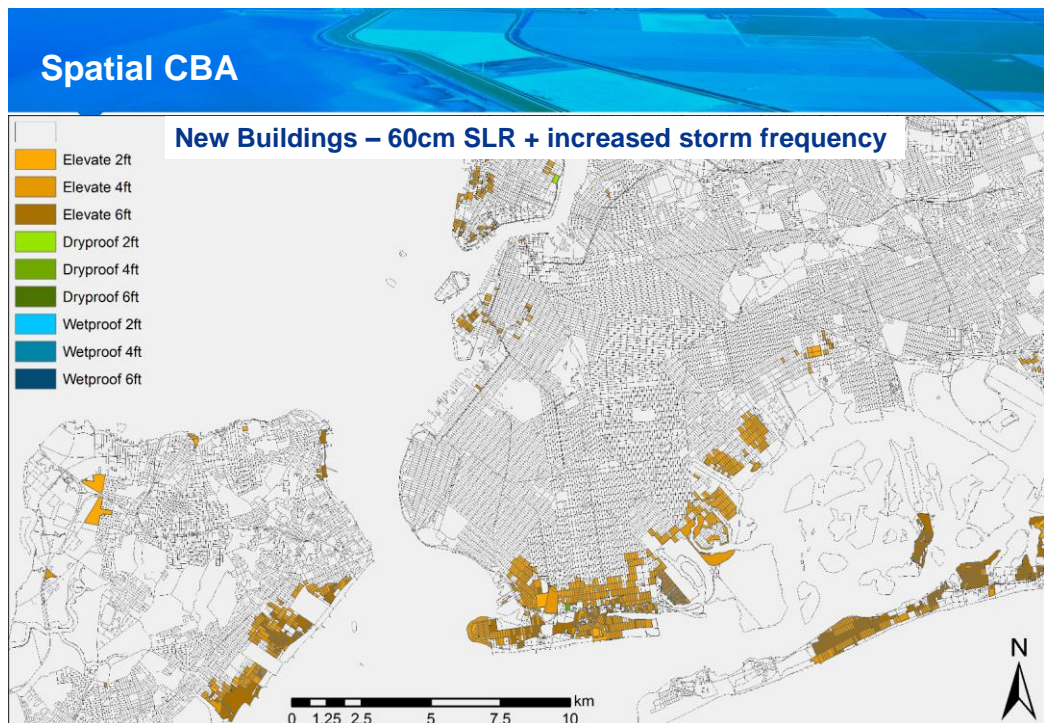 Spatial CBA
New Buildings – 60cm SLR + increased storm frequency
Elevate 2ft
Elevate 4ft
Elevate 6ft
Dryproof 2ft
Dryproof 4ft
Dryproof 6ft
Wetproof 2ft
Wetproof 4ft
Wetproof 6ft
N
km
0 1.25 2.5 5 7.5 10